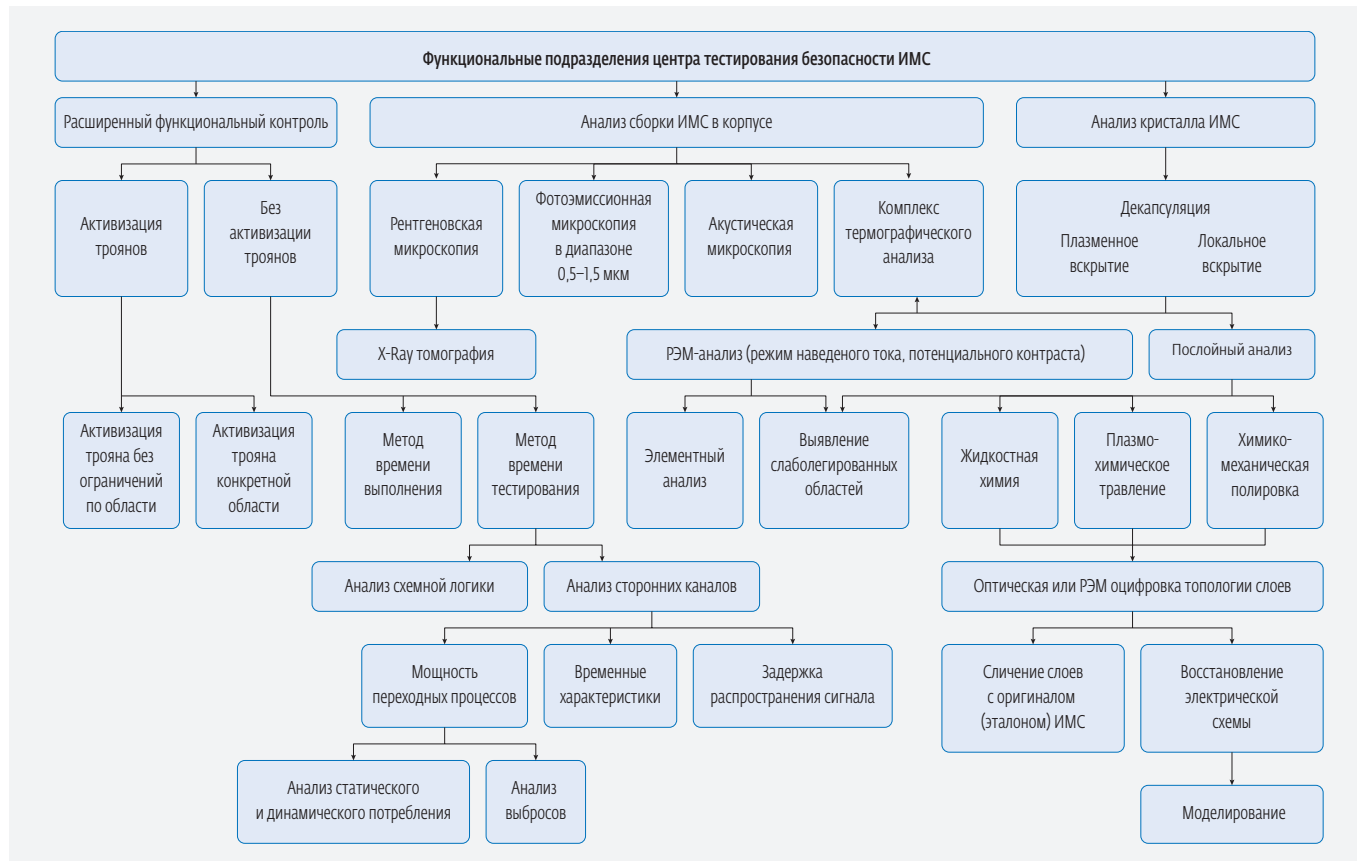 Функциональные подразделения центра тестирования безопасности ИМС
Расширенный функциональный контроль
Анализ сборки ИМС в корпусе
Анализ кристалла ИМС
Активизация
троянов
Без
активизации
троянов
Рентгеновская
микроскопия
Фотоэмиссионная
микроскопия
в диапазоне
0,5–1,5 мкм
Акустическая
микроскопия
Комплекс
термографического
анализа
Декапсуляция
Плазменное
вскрытие
Локальное
вскрытие
X-Ray томография
РЭМ-анализ (режим наведеного тока, потенциального контраста)
Послойный анализ
Активизация
трояна без
ограничений
по области
Активизация
трояна
конкретной
области
Метод
времени
выполнения
Метод
времени
тестирования
Элементный
анализ
Выявление
слаболегированных
областей
Жидкостная
химия
Плазмо-
химическое
травление
Химико-
механическая
полировка
Анализ схемной логики
Анализ сторонних каналов
Оптическая или РЭМ оцифровка топологии слоев
Мощность
переходных процессов
Временные
характеристики
Задержка
распространения сигнала
Сличение слоев
с оригиналом
(эталоном) ИМС
Восстановление
электрической
схемы
Анализ статического
и динамического потребления
Анализ
выбросов
Моделирование